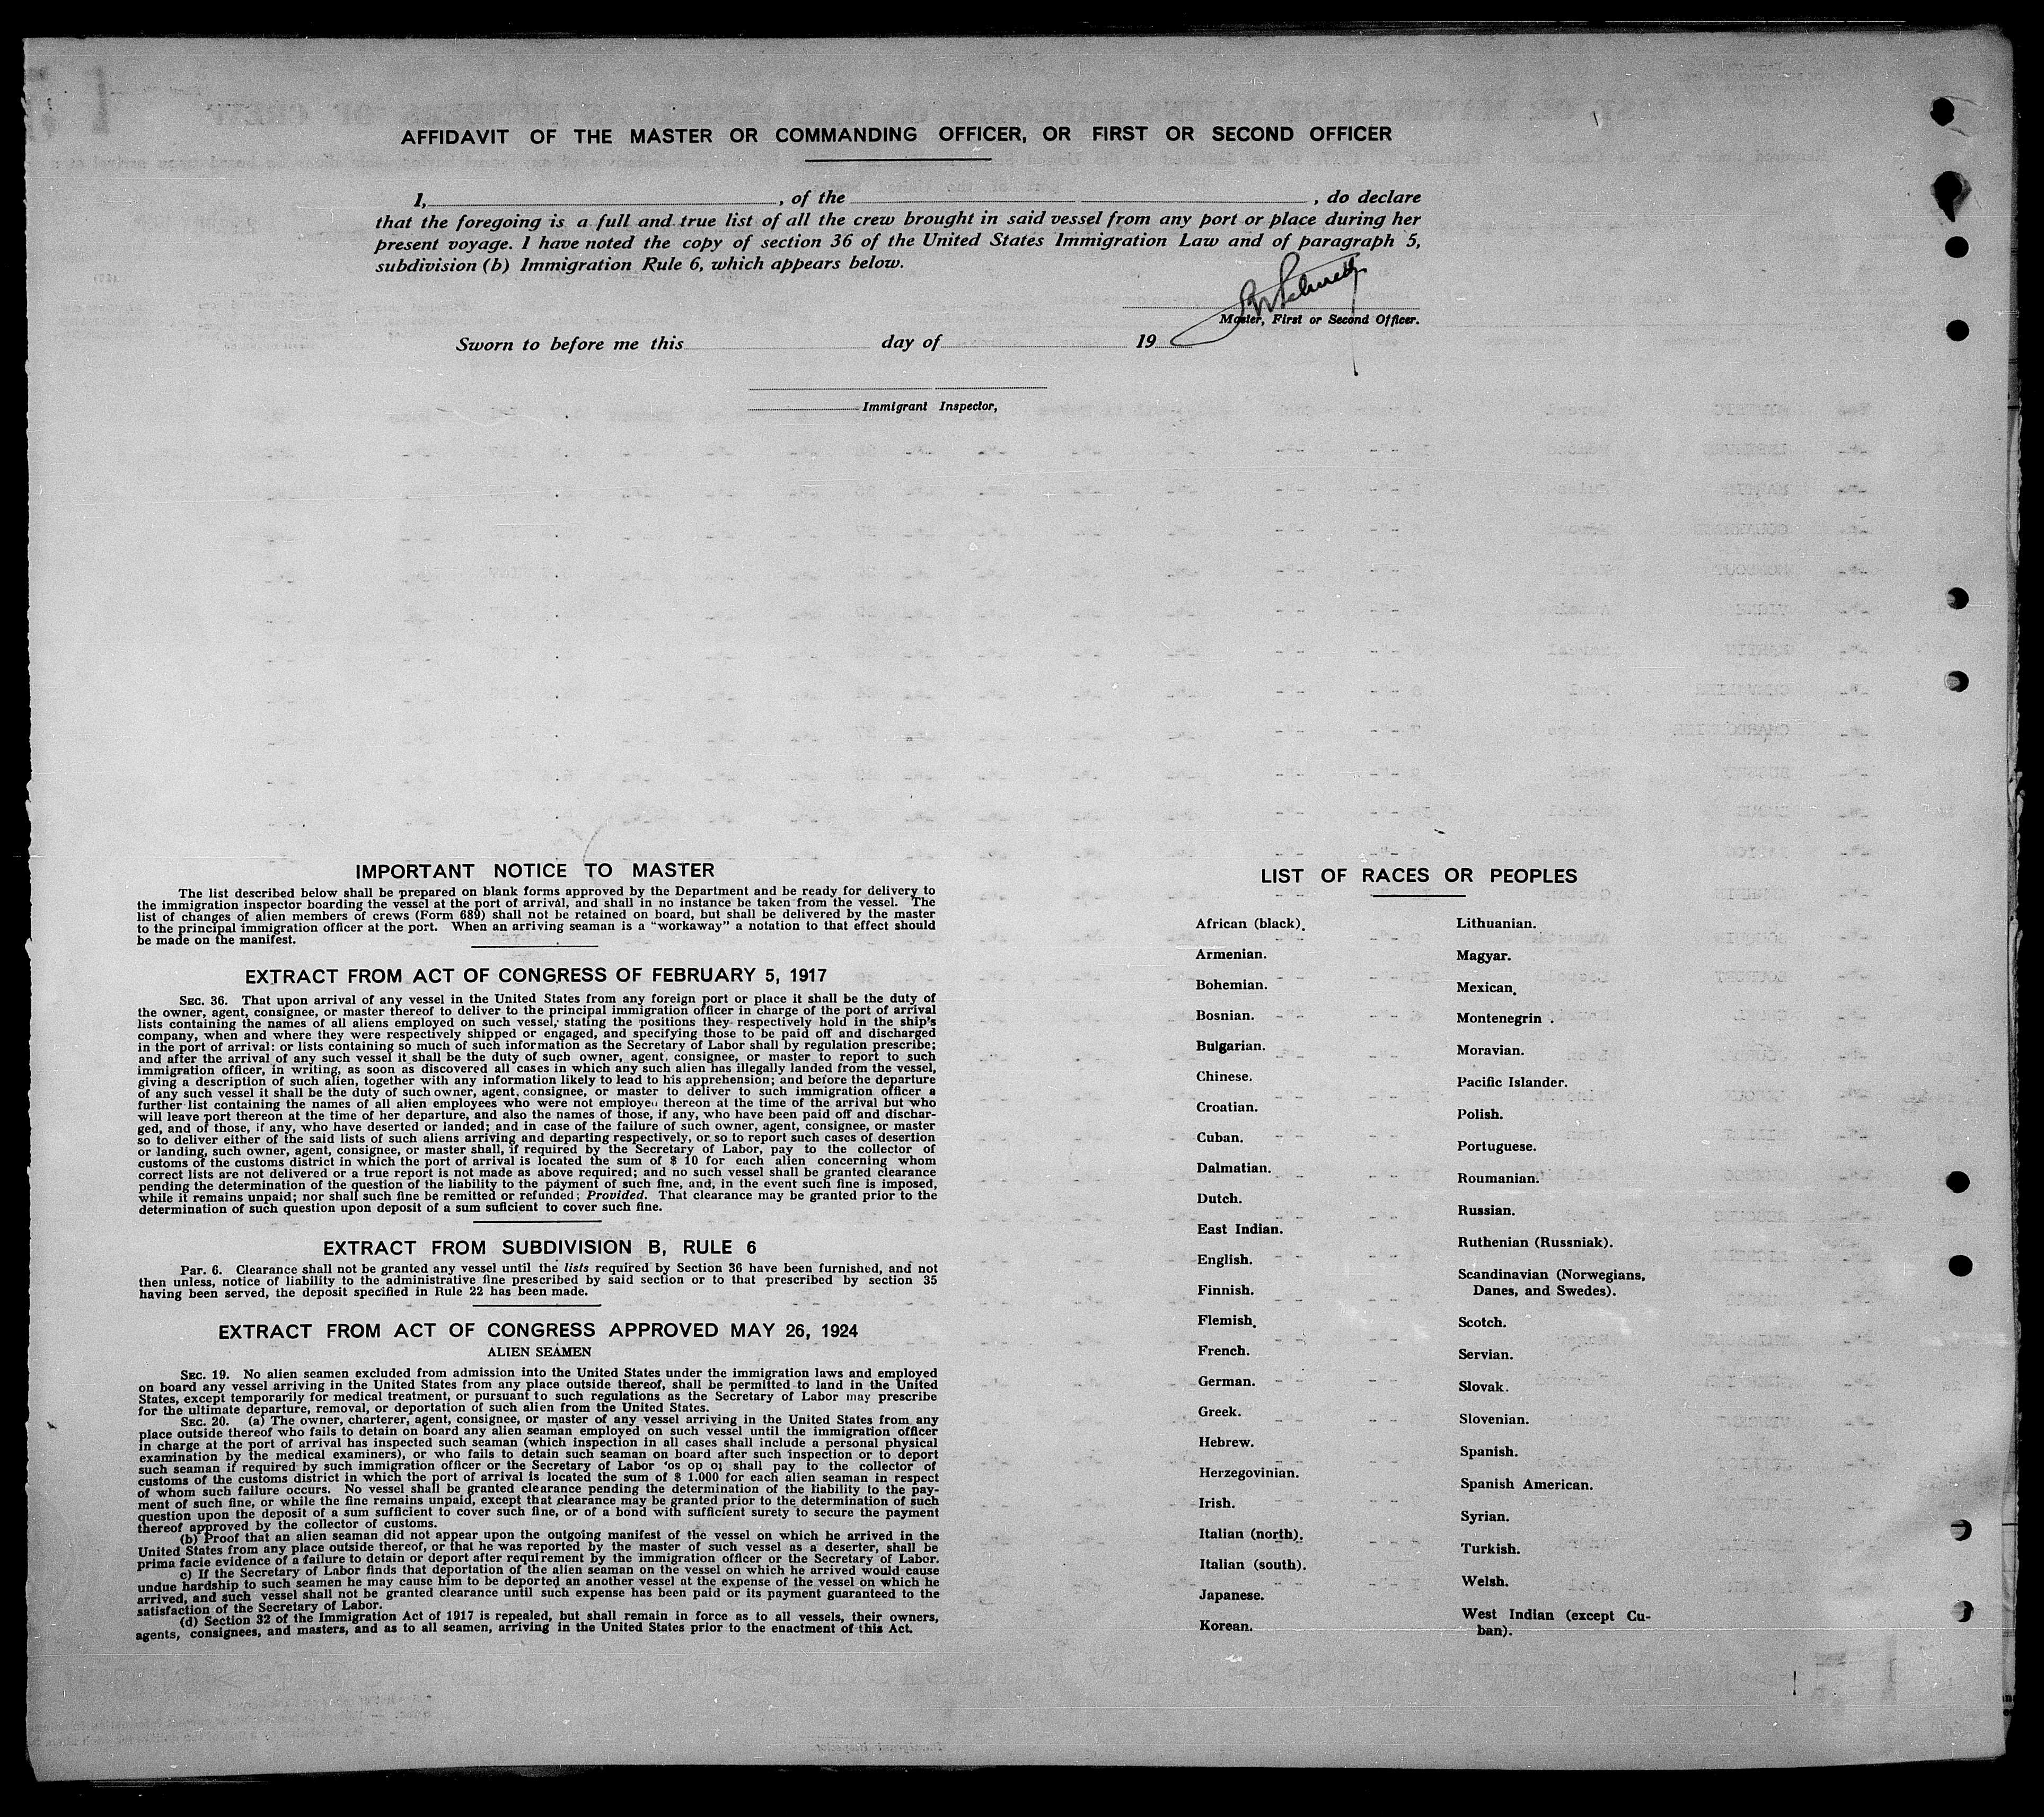 AFFIDAVIT OF THE MASTER OR COMMANDING OFFICER, OR FIRST OR SECOND OFFICER
I, , of the , do declare
that the foregoing is a full and true list of all the crew brought in said vessel from any port or place during her
present voyage. I have noted the copy of section 36 of the United States Immigration Law and of paragraph 5,
subdivision (b) Immigration Rule 6, which appears below.
Master, First or Second Officer.
Sworn to before me this day of 19
Immigrant Inspector,
IMPORTANT NOTICE TO MASTER
The list described below shall be prepared on blank forms approved by the Department and be ready for delivery to
the immigration inspector boarding the vessel at the port of arrival, and shall in no instance be taken from the vessel. The
list of changes of alien members of crews (Form 689) shall not be retained on board, but shall be delivered by the master
to the principal immigration officer at the port. When an arriving seaman is a "workaway" a notation to that effect should
be made on the manifest.
EXTRACT FROM ACT OF CONGRESS OF FEBRUARY 5, 1917
SEC. 36. That upon arrival of any vessel in the United States from any foreign port or place it shall be the duty of
the owner, agent, consignee, or master thereof to deliver to the principal immigration officer in charge of the port of arrival
lists containing the names of all aliens employed on such vessel, stating the positions they respectively hold in the ship's
company, when and where they were respectively shipped or engaged, and specifying those to be paid off and discharged
in the port of arrival: or lists containing so much of such information as the Secretary of Labor shall by regulation prescribe;
and after the arrival of any such vessel it shall be the duty of such owner, agent, consignee, or master to report to such
immigration officer, in writing, as soon as discovered all cases in which any such alien has illegally landed from the vessel,
giving a description of such alien, together with any information likely to lead to his apprehension; and before the departure
of any such vessel it shall be the duty of such owner, agent, consignee, or master to deliver to such immigration officer a
further list containing the names of all alien employees who were not employeu thereon at the time of the arrival but who
will leave port thereon at the time of her departure, and also the names of those, if any, who have been paid off and dischar-
ged, and of those, if any, who have deserted or landed; and in case of the failure of such owner, agent, consignee, or master
so to deliver either of the said lists of such aliens arriving and departing respectively, or so to report such cases of desertion
or landing, such owner, agent, consignee, or master shall, if required by the Secretary of Labor, pay to the collector of
customs of the customs district in which the port of arrival is located the sum of $ 10 for each alien concerning whom
correct lists are not delivered or a true report is not made as above required; and no such vessel shall be granted clearance
pending the determination of the question of the liability to the payment of such fine, and, in the event such fine is imposed,
while it remains unpaid; nor shall such fine be remitted or refunded; Provided. That clearance may be granted prior to the
determination of such question upon deposit of a sum suficient to cover such fine.
EXTRACT FROM SUBDIVISION B, RULE 6
Par. 6. Clearance shall not be granted any vessel until the lists required by Section 36 have been furnished, and not
then unless, notice of liability to the administrative fine prescribed by said section or to that prescribed by section 35
having been served, the deposit specified in Rule 22 has been made.
EXTRACT FROM ACT OF CONGRESS APPROVED MAY 26, 1924
ALIEN SEAMEN
SEC. 19. No alien seamen excluded from admission into the United States under the immigration laws and employed
on board any vessel arriving in the United States from any place outside thereof, shall be permitted to land in the United
States, except temporarily for medical treatment, or pursuant to such regulations as the Secretary of Labor may prescribe
for the ultimate departure, removal, or deportation of such alien from the United States.
SEC. 20. (a) The owner, charterer, agent, consignee, or master of any vessel arriving in the United States from any
place outside thereof who fails to detain on board any alien seaman employed on such vessel until the immigration officer
in charge at the port of arrival has inspected such seaman (which inspection in all cases shall include a personal physical
examination by the medical examiners), or who fails to detain such seaman on board after such inspection or to deport
such seaman if required by such immigration officer or the Secretary of Labor 'os op oʇ shall pay to the collector of
customs of the customs district in which the port of arrival is located the sum of $ 1.000 for each alien seaman in respect
of whom such failure occurs. No vessel shall be granted clearance pending the determination of the liability to the pay-
ment of such fine, or while the fine remains unpaid, except that clearance may be granted prior to the determination of such
question upon the deposit of a sum sufficient to cover such fine, or of a bond with sufficient surety to secure the payment
thereof approved by the collector of customs.
(b) Proof that an alien seaman did not appear upon the outgoing manifest of the vessel on which he arrived in the
United States from any place outside thereof, or that he was reported by the master of such vessel as a deserter, shall be
prima facie evidence of a failure to detain or deport after requirement by the immigration officer or the Secretary of Labor.
c) If the Secretary of Labor finds that deportation of the alien seaman on the vessel on which he arrived would cause
undue hardship to such seamen he may cause him to be deported an another vessel at the expense of the vessel on which he
arrived, and such vessel shall not be granted clearance until such expense has been paid or its payment guaranteed to the
satisfaction of the Secretary of Labor.
(d) Section 32 of the Immigration Act of 1917 is repealed, but shall remain in force as to all vessels, their owners,
agents, consignees, and masters, and as to all seamen, arriving in the United States prior to the enactment of this Act.
LIST OF RACES OR PEOPLES
African (black).
Armenian.
Bohemian.
Bosnian.
Bulgarian.
Chinese.
Croatian.
Cuban.
Dalmatian.
Dutch.
East Indian.
English.
Finnish.
Flemish.
French.
German.
Greek.
Hebrew.
Herzegovinian.
Irish.
Italian (north).
Italian (south).
Japanese.
Korean.
Lithuanian.
Magyar.
Mexican.
Montenegrin .
Moravian.
Pacific Islander.
Polish.
Portuguese.
Roumanian.
Russian.
Ruthenian (Russniak).
Scandinavian (Norwegians,
Danes, and Swedes).
Scotch.
Servian.
Slovak.
Slovenian.
Spanish.
Spanish American.
Syrian.
Turkish.
Welsh.
West Indian (except Cu-
ban).